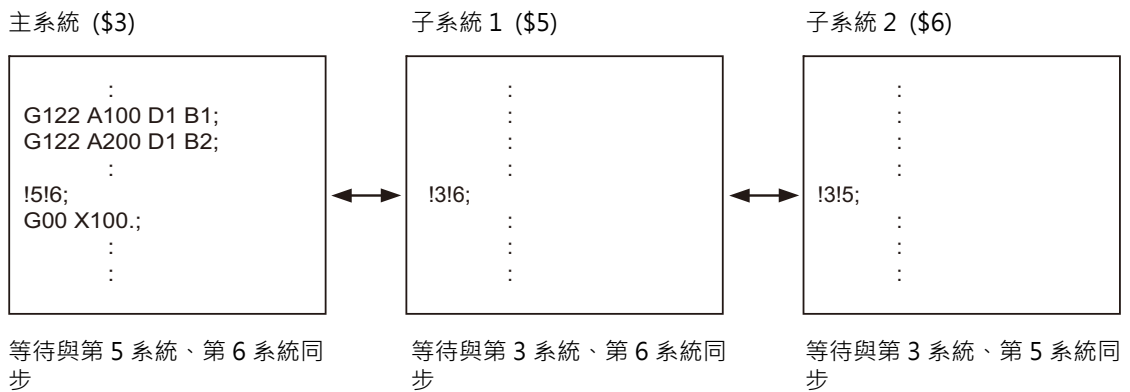 主系統 ($3)
子系統 1 ($5)
子系統 2 ($6)
:
G122 A100 D1 B1;
G122 A200 D1 B2;
:
!5!6;
G00 X100.;
:
:
:
:
:
:
!3!6;
:
:
:
:
:
:
:
!3!5;
:
:
:
等待與第 5 系統、第 6 系統同
步
等待與第 3 系統、第 6 系統同
步
等待與第 3 系統、第 5 系統同
步